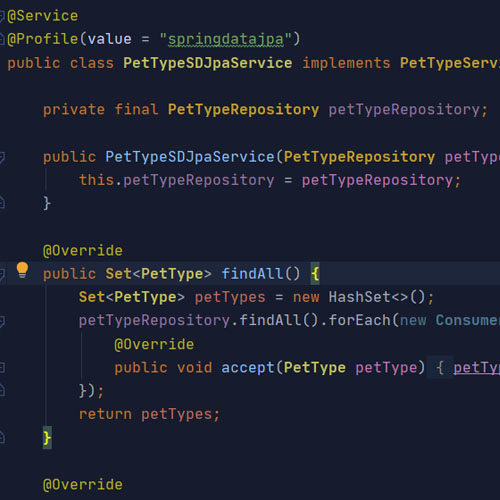 @Service
@Profile(value = "springdatajpa")
public class PetTypeSDJpaService implements PetTypeServi
private final PetTypeRepository petTypeRepository;
public PetTypeSDJpaService(PetTypeRepository petType
this.petTypeRepository = petTypeRepository;
}
@Override
public Set<PetType> findAll() {
Set<PetType> petTypes = new HashSet<>();
petTypeRepository.findAll().forEach(new Consume
@Override
public void accept(PetType petType) { petTyp
});
return petTypes;
}
@Override